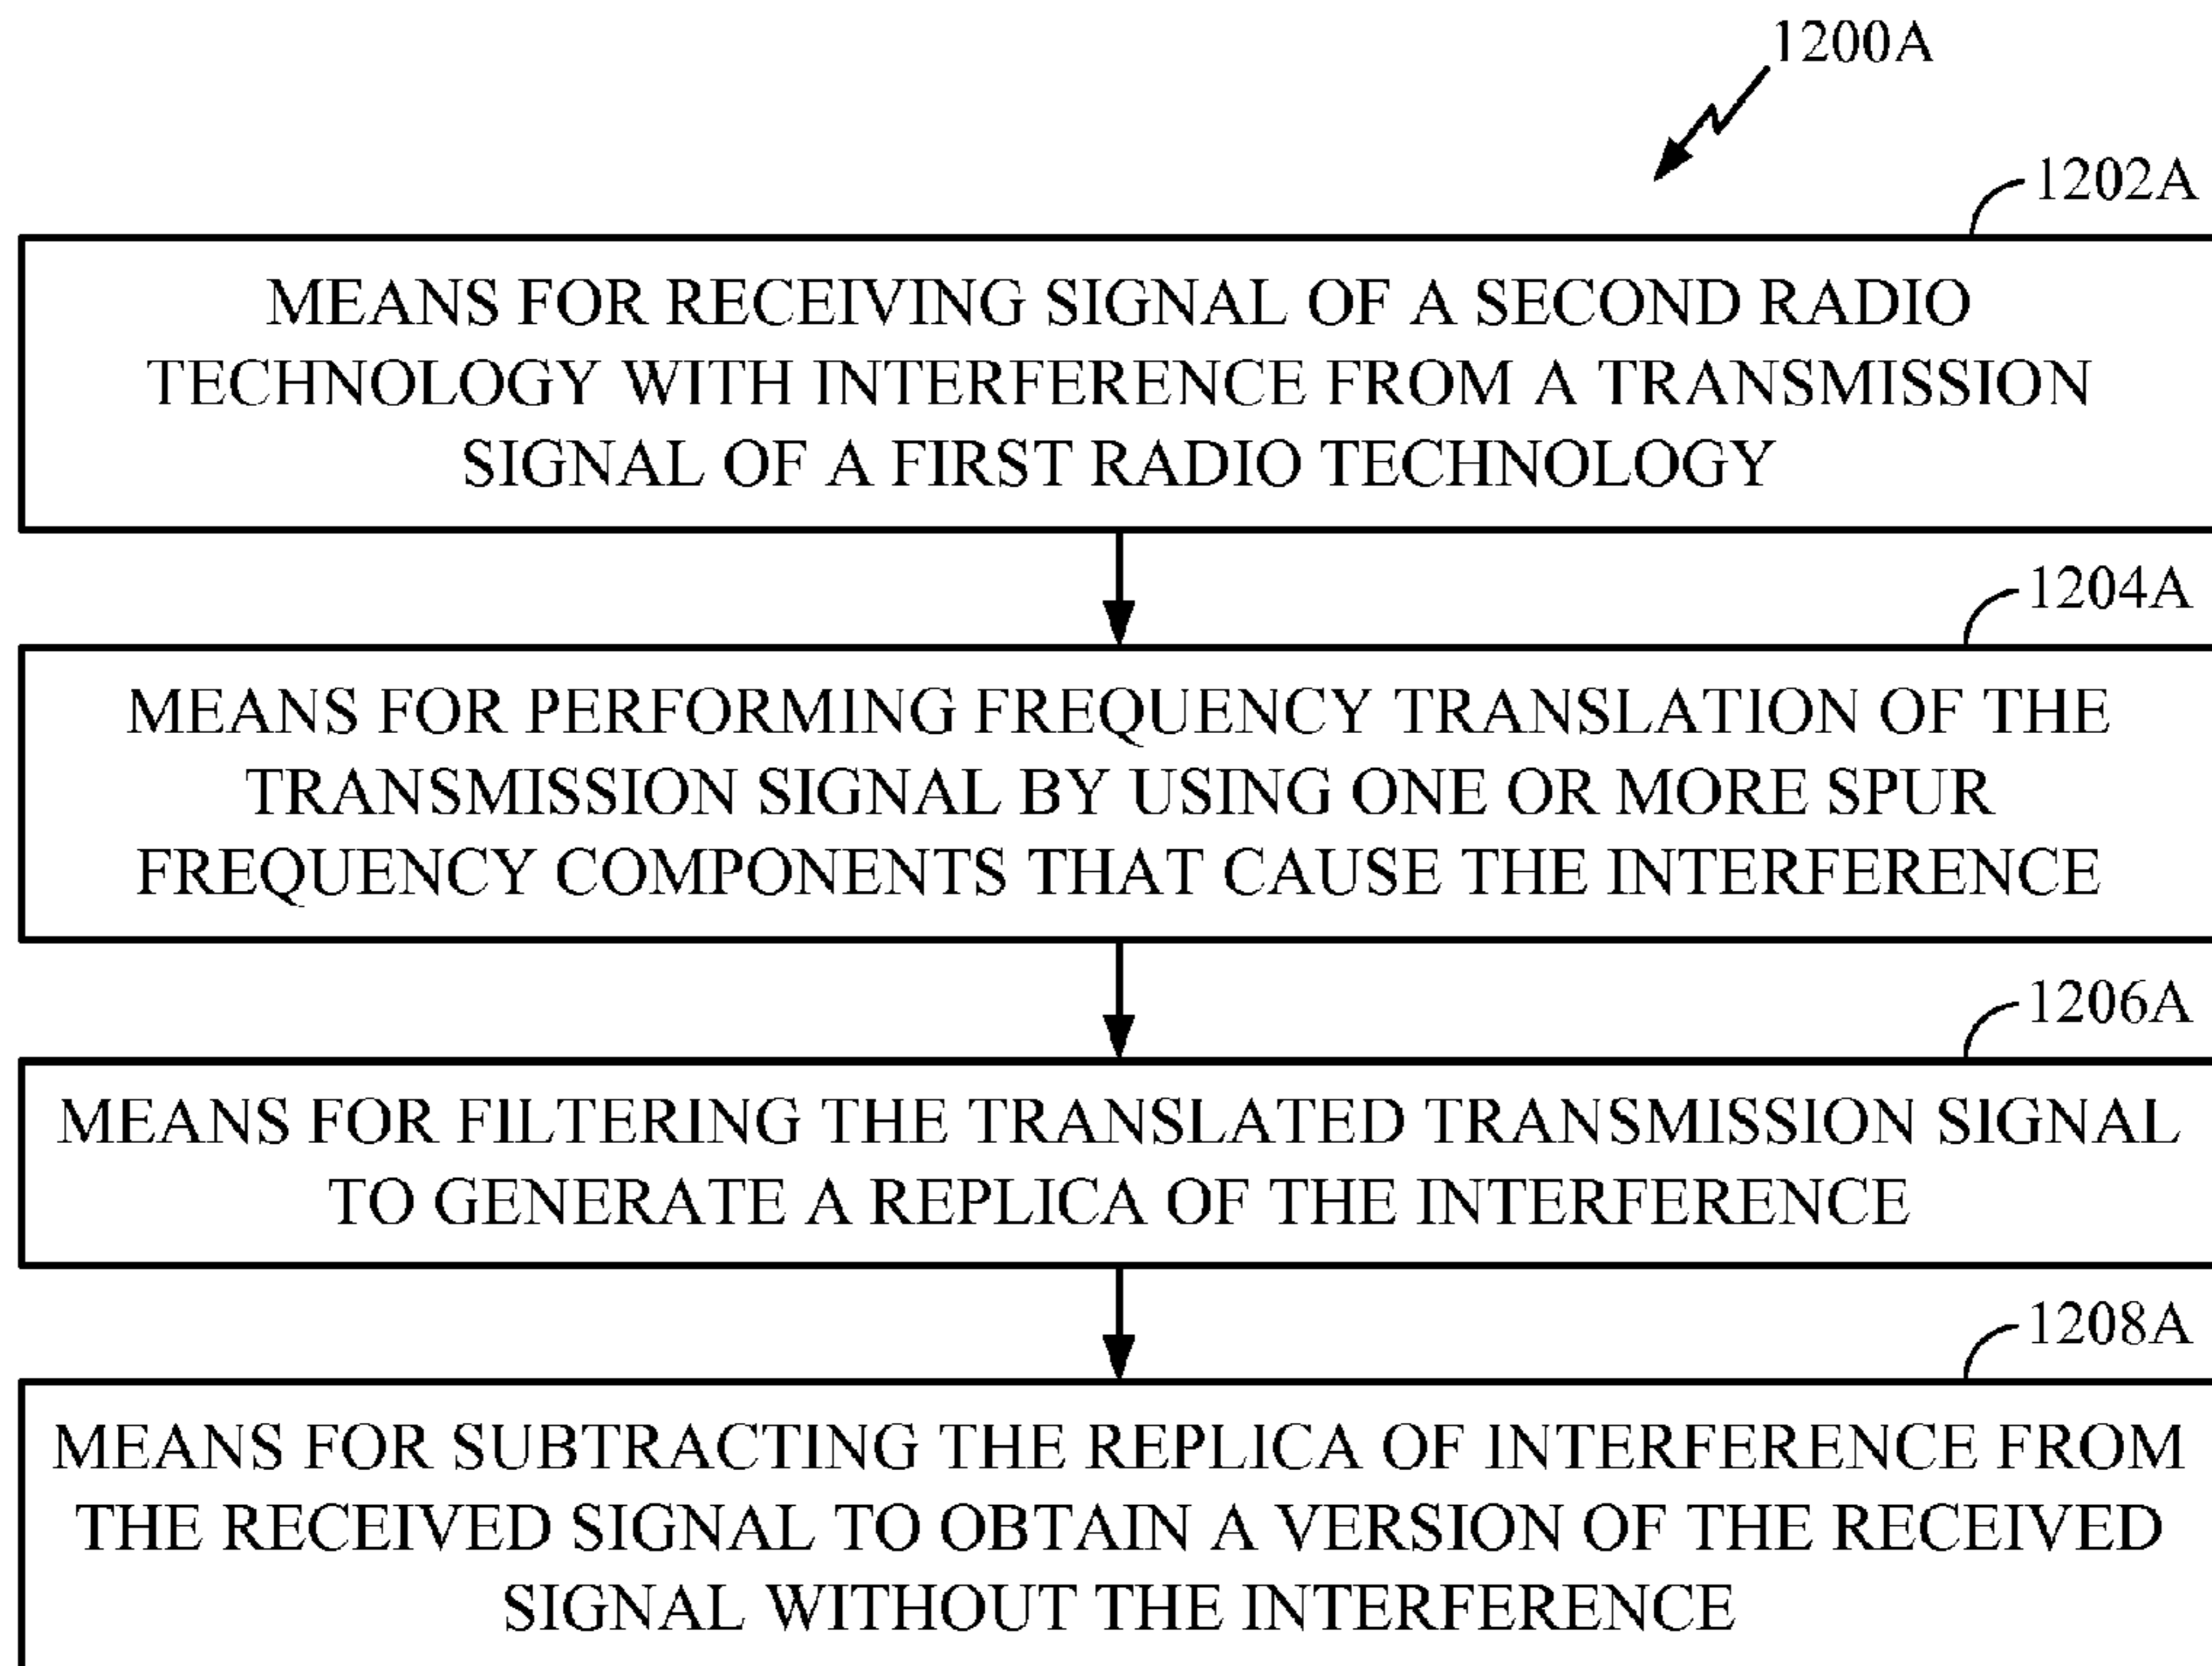 1200A
1202A
MEANS FOR RECEIVING SIGNAL OF A SECOND RADIO
TECHNOLOGY WITH INTERFERENCE FROM A TRANSMISSION
SIGNAL OF A FIRST RADIO TECHNOLOGY
1204A
MEANS FOR PERFORMING FREQUENCY TRANSLATION OF THE
TRANSMISSION SIGNAL BY USING ONE OR MORE SPUR
FREQUENCY COMPONENTS THAT CAUSE THE INTERFERENCE
1206A
MEANS FOR FILTERING THE TRANSLATED TRANSMISSION SIGNAL
TO GENERATE A REPLICA OF THE INTERFERENCE
1208A
MEANS FOR SUBTRACTING THE REPLICA OF INTERFERENCE FROM
THE RECEIVED SIGNAL TO OBTAIN A VERSION OF THE RECEIVED
SIGNAL WITHOUT THE INTERFERENCE